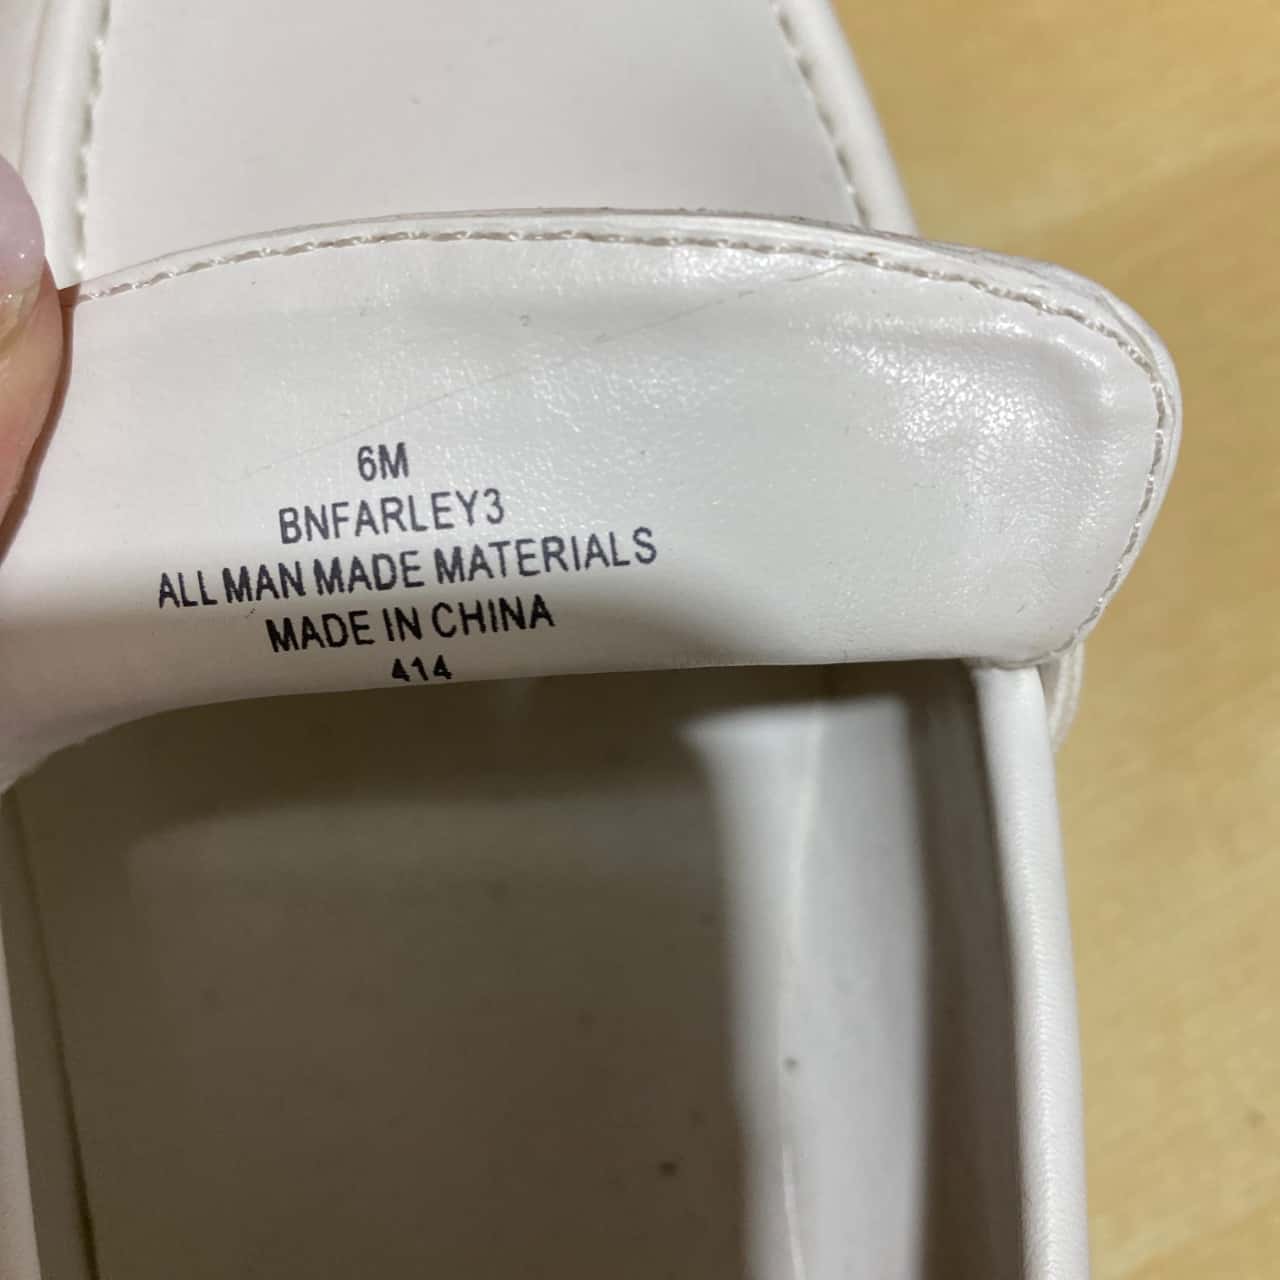 6M
BNFARLEY3
ALL MAN MADE MATERIALS
MADE IN CHINA
414